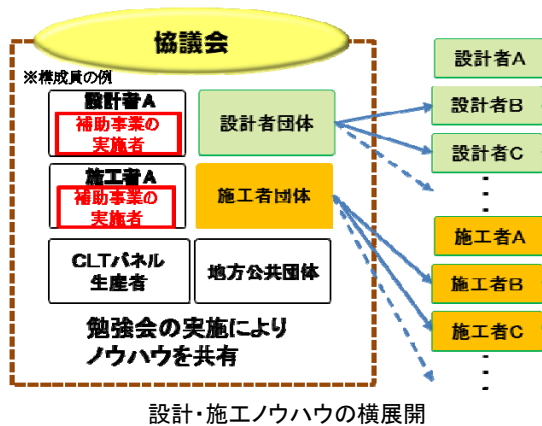 協議会
※構成員の例
設計者A
補助事業の
実施者
設計者団体
施工者A
補助事業の
実施者
施工者団体
CLTパネル
生産者
地方公共団体
勉強会の実施により
ノウハウを共有
設計者A
設計者B
設計者C
施工者A
施工者B
施工者C
設計・施工ノウハウの横展開